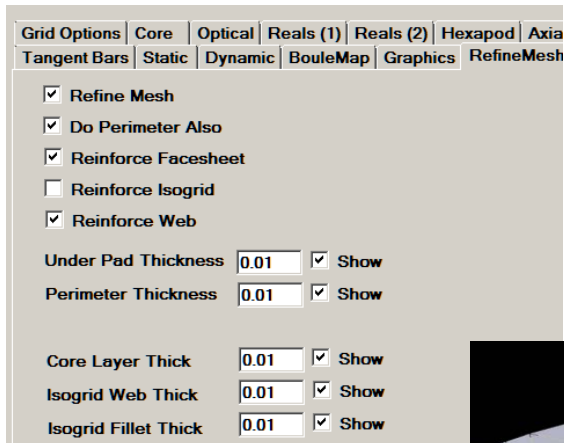 Grid Options Core Optical Reals (1) Reals (2) Hexapod Axia
Tangent Bars Static Dynamic BouleMap Graphics RefineMesh
Refine Mesh
Do Perimeter Also
Reinforce Facesheet
Reinforce Isogrid
Reinforce Web
Under Pad Thickness 0.01 Show
Perimeter Thickness 0.01 Show
Core Layer Thick 0.01 Show
Isogrid Web Thick 0.01 Show
Isogrid Fillet Thick 0.01 Show